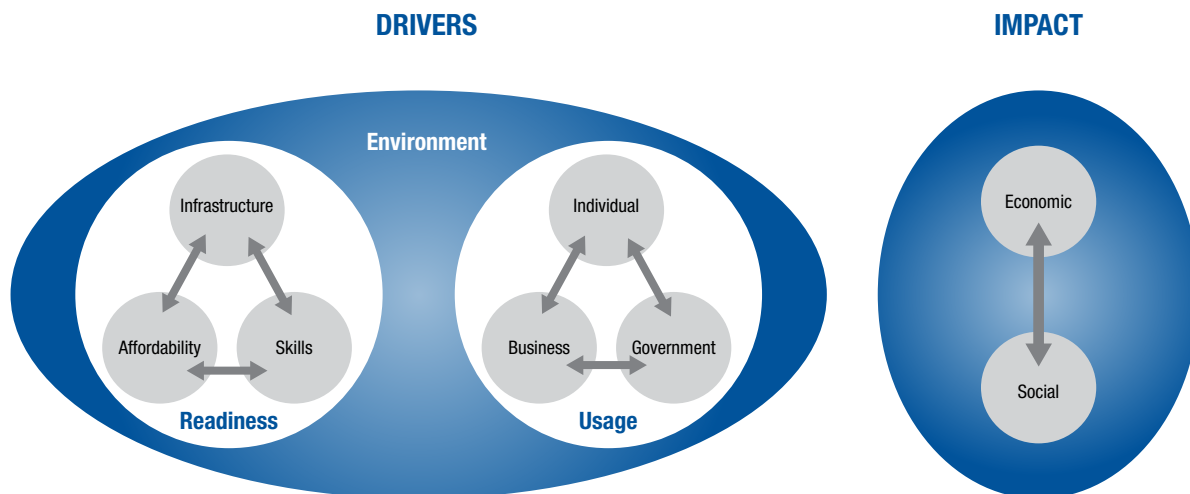 DRIVERS
IMPACT
Environment
Infrastructure
Affordability
Skills
Readiness
Individual
Business
Government
Usage
Economic
Social